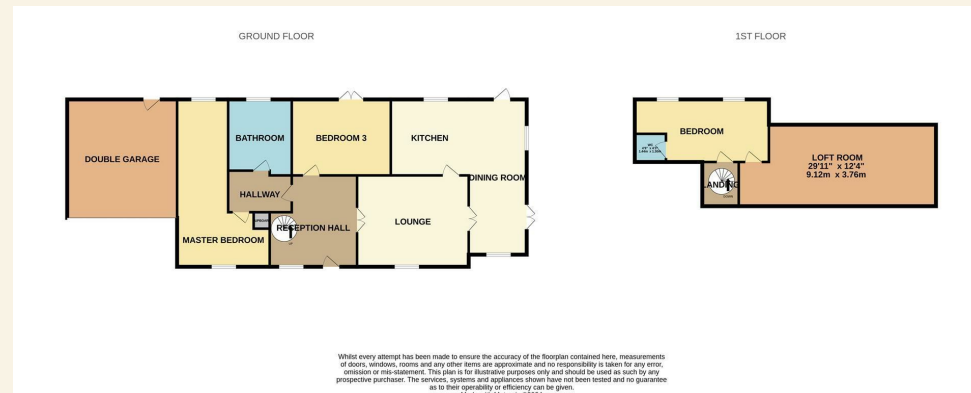 GROUND FLOOR
1ST FLOOR
BATHROOM
BEDROOM 3
KITCHEN
DOUBLE GARAGE
DINING ROOM
HALLWAY
MASTER BEDROOM
RECEPTION HALL
UP
LOUNGE
BEDROOM
WC
LOFT ROOM
29'11" x 12'4"
9.12m x 3.76m
LANDING
DOWN
Whilst every attempt has been made to ensure the accuracy of the floorplan contained here, measurements
of doors, windows, rooms and any other items are approximate and no responsibility is taken for any error,
omission or mis-statement. This plan is for illustrative purposes only and should be used as such by any
prospective purchaser. The services, systems and appliances shown have not been tested and no guarantee
as to their operability or efficiency can be given.